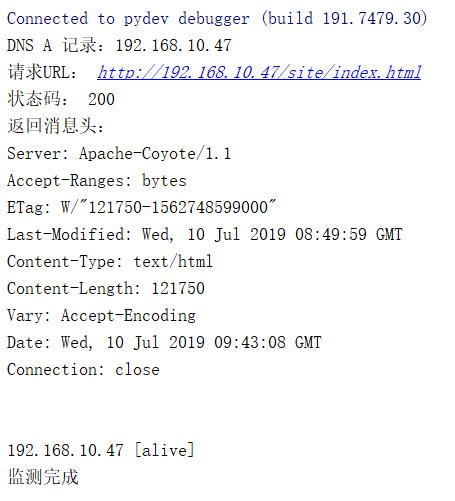 Connected to pydev debugger (build 191.7479.30)
DNS A 记录：192.168.10.47
请求URL： http://192.168.10.47/site/index.html
状态码： 200
返回消息头：
Server: Apache-Coyote/1.1
Accept-Ranges: bytes
ETag: W/"121750-1562748599000"
Last-Modified: Wed, 10 Jul 2019 08:49:59 GMT
Content-Type: text/html
Content-Length: 121750
Vary: Accept-Encoding
Date: Wed, 10 Jul 2019 09:43:08 GMT
Connection: close
192.168.10.47 [alive]
监测完成